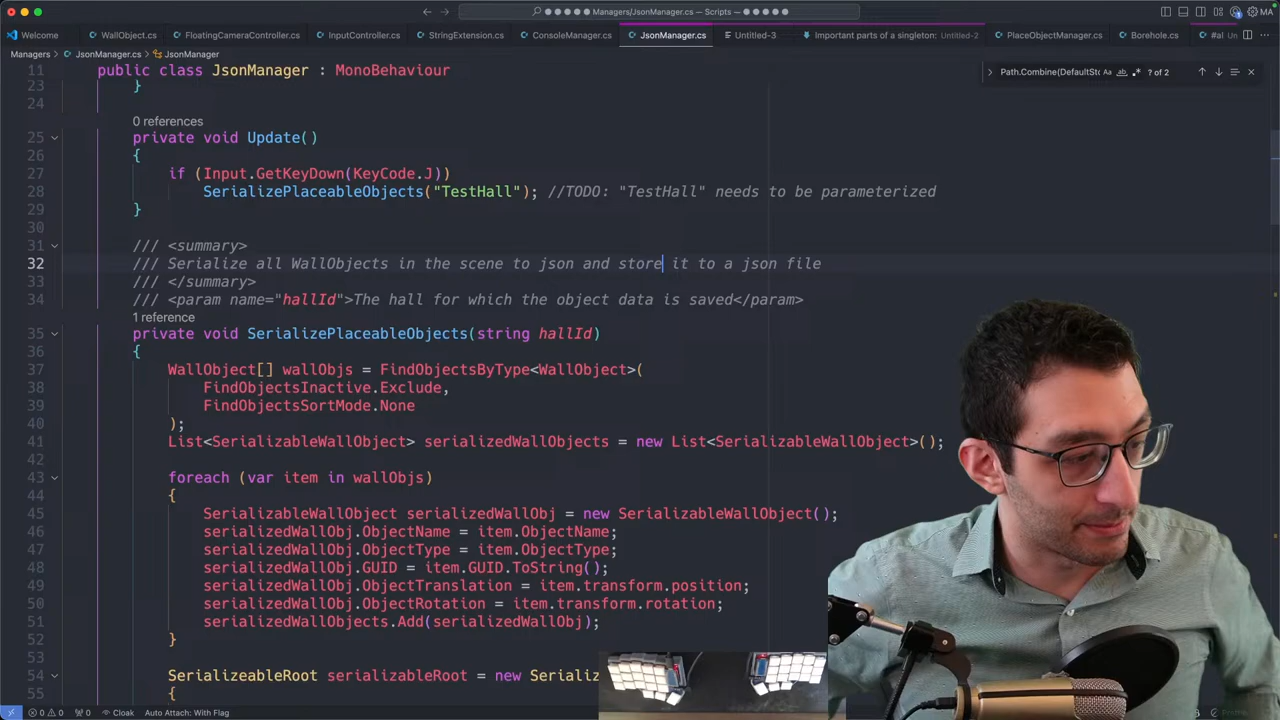 Managers/JsonManager.cs — Scripts
MA
Welcome
WallObject.cs
FloatingCameraController.cs
InputController.cs
StringExtension.cs
ConsoleManager.cs
JsonManager.cs
Untitled-3
Important parts of a singleton: Untitled-2
PlaceObjectManager.cs
Borehole.cs
#al Un
Managers > JsonManager.cs > JsonManager
11 public class JsonManager : MonoBehaviour
Path.Combine(DefaultSt
? of 2
23 }
24
0 references
25 private void Update()
26 {
27 if (Input.GetKeyDown(KeyCode.J))
28 SerializePlaceableObjects("TestHall"); //TODO: "TestHall" needs to be parameterized
29 }
30
31 /// <summary>
32 /// Serialize all WallObjects in the scene to json and store it to a json file
33 /// </summary>
34 /// <param name="hallId">The hall for which the object data is saved</param>
1 reference
35 private void SerializePlaceableObjects(string hallId)
36 {
37 WallObject[] wallObjs = FindObjectsByType<WallObject>(
38 FindObjectsInactive.Exclude,
39 FindObjectsSortMode.None
40 );
41 List<SerializableWallObject> serializedWallObjects = new List<SerializableWallObject>();
42
43 foreach (var item in wallObjs)
44 {
45 SerializableWallObject serializedWallObj = new SerializableWallObject();
46 serializedWallObj.ObjectName = item.ObjectName;
47 serializedWallObj.ObjectType = item.ObjectType;
48 serializedWallObj.GUID = item.GUID.ToString();
49 serializedWallObj.ObjectTranslation = item.transform.position;
50 serializedWallObj.ObjectRotation = item.transform.rotation;
51 serializedWallObjects.Add(serializedWallObj);
52 }
53
54 SerializeableRoot serializableRoot = new Serializ
55 {
0 0 Cloak Auto Attach: With Flag